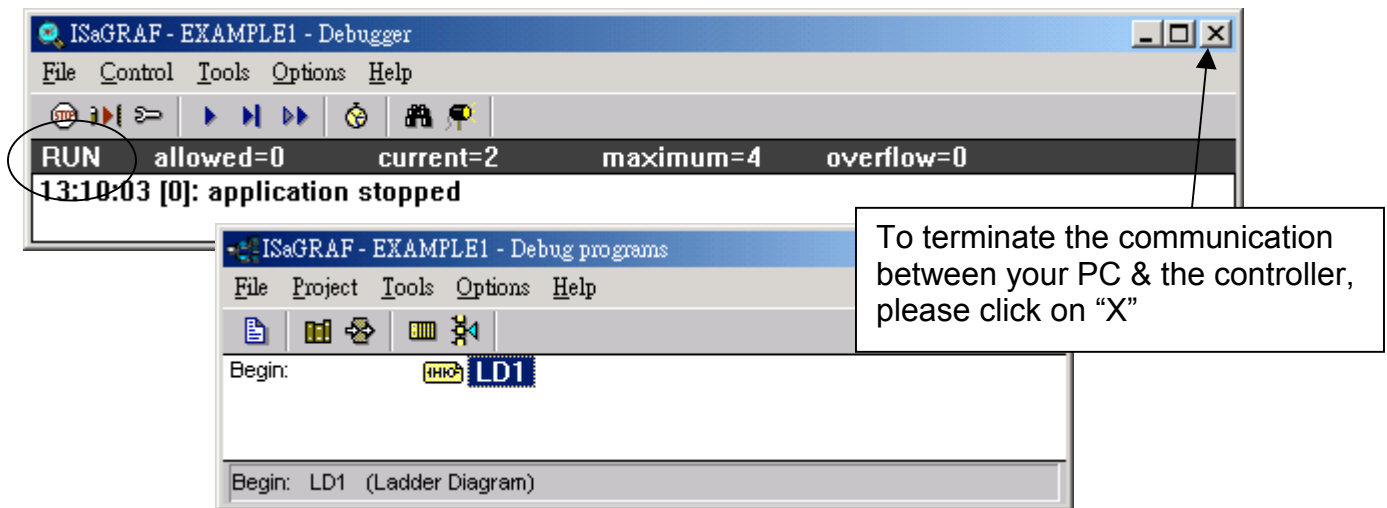 ISaGRAF - EXAMPLE1 - Debugger
File Control Tools Options Help
STOP
RUN allowed=0 current=2 maximum=4 overflow=0
13:10:03 [0]: application stopped
To terminate the communication
between your PC & the controller,
please click on “X”
ISaGRAF - EXAMPLE1 - Debug programs
File Project Tools Options Help
Begin: LD1
Begin: LD1 (Ladder Diagram)